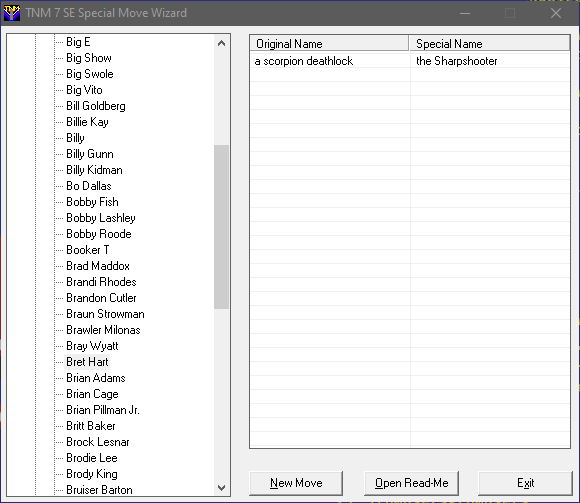 TNM 7 SE Special Move Wizard
Big E
Big Show
Big Swole
Big Vito
Bill Goldberg
Billie Kay
Billy
Billy Gunn
Billy Kidman
Bo Dallas
Bobby Fish
Bobby Lashley
Bobby Roode
Booker T
Brad Maddox
Brandi Rhodes
Brandon Cutler
Braun Strowman
Brawler Milonas
Bray Wyatt
Bret Hart
Brian Adams
Brian Cage
Brian Pillman Jr.
Britt Baker
Brock Lesnar
Brodie Lee
Brody King
Bruiser Barton
Original Name Special Name
a scorpion deathlock the Sharpshooter
New Move Open Read-Me Exit